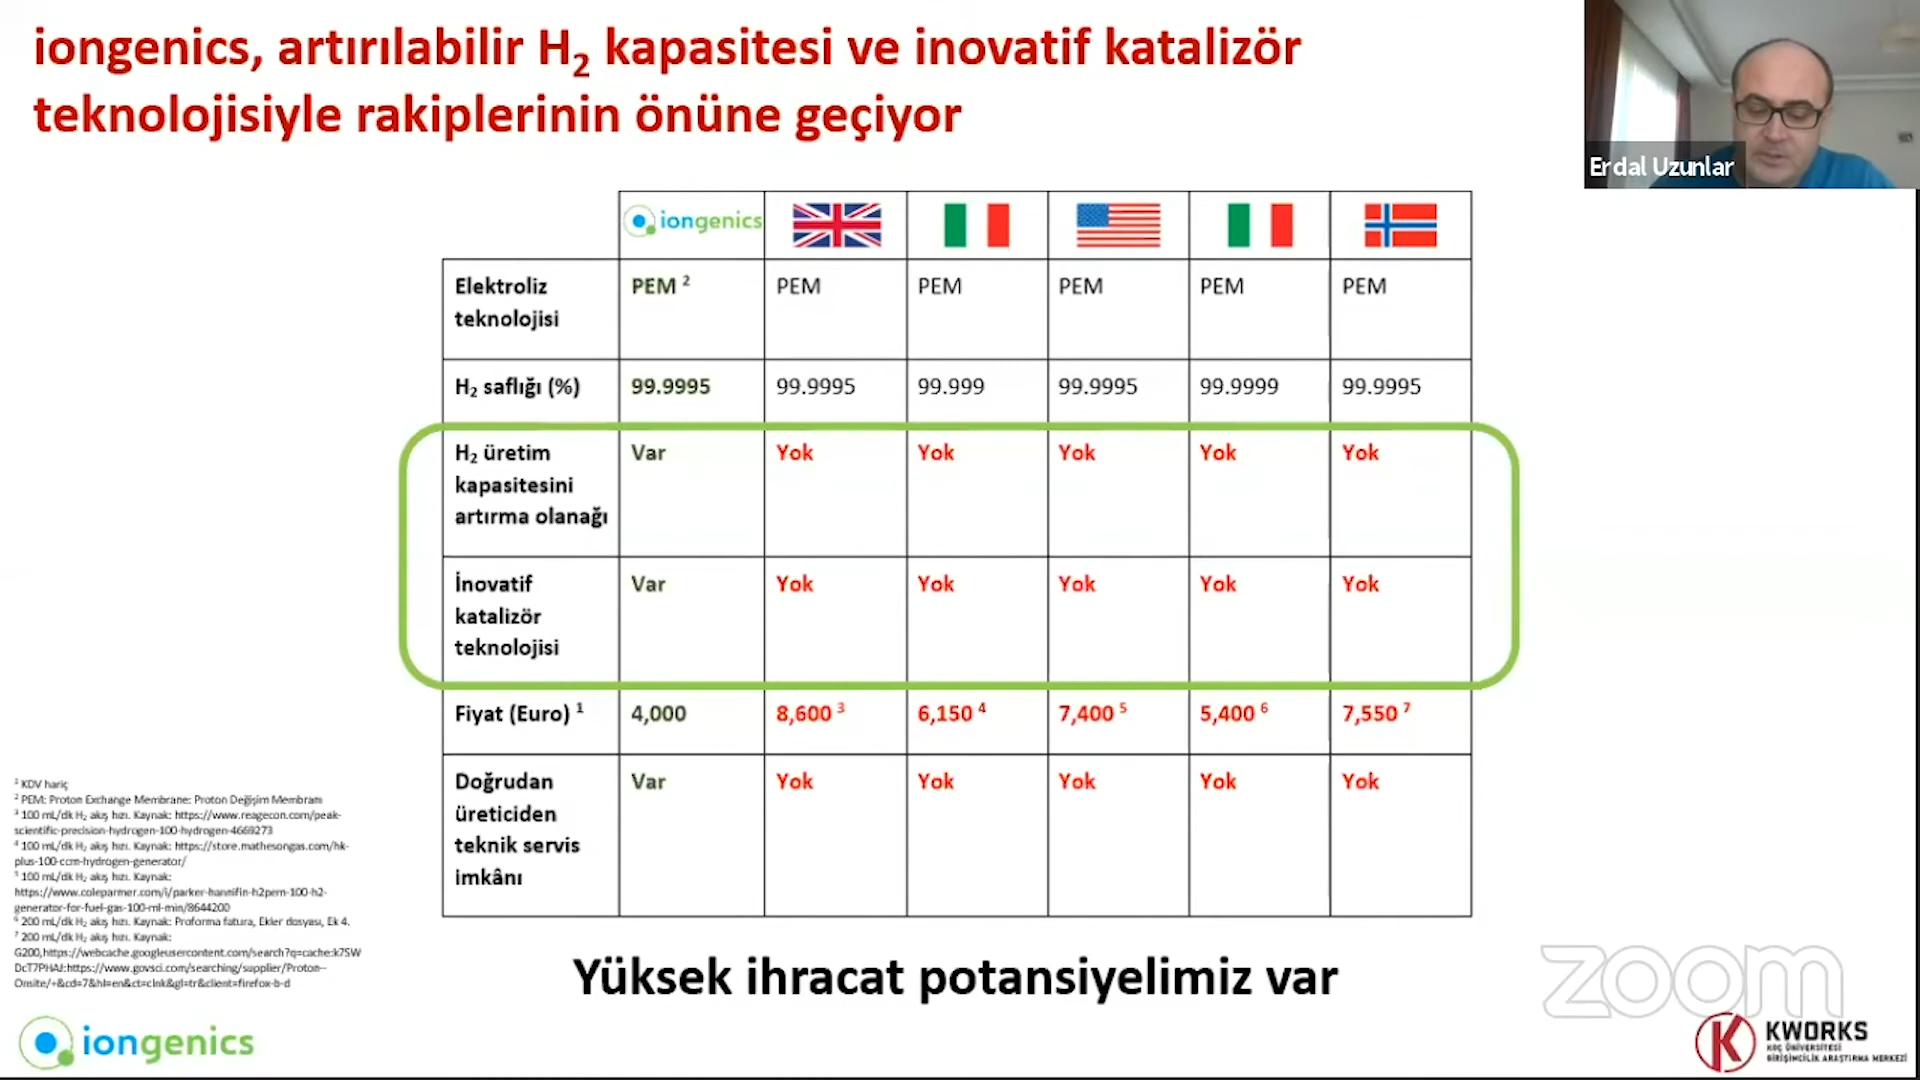 iongenics, artırılabilir H₂ kapasitesi ve inovatif katalizör
teknolojisiyle rakiplerinin önüne geçiyor
Erdal Uzunlar
iongenics
Elektroliz
teknolojisi
PEM ² PEM PEM PEM PEM PEM
H₂ saflığı (%) 99.9995 99.9995 99.999 99.9995 99.9999 99.9995
H₂ üretim
kapasitesini
artırma olanağı
Var Yok Yok Yok Yok Yok
İnovatif
katalizör
teknolojisi
Var Yok Yok Yok Yok Yok
Fiyat (Euro) ¹ 4,000 8,600 ³ 6,150 ⁴ 7,400 ⁵ 5,400 ⁶ 7,550 ⁷
Doğrudan
üreticiden
teknik servis
imkânı
Var Yok Yok Yok Yok Yok
¹ KDV hariç
² PEM: Proton Exchange Membrane: Proton Değişim Membranı
³ 100 mL/dk H₂ akış hızı. Kaynak: https://www.reagecon.com/peak-
scientific-precision-hydrogen-100-hydrogen-4669273
⁴ 100 mL/dk H₂ akış hızı. Kaynak: https://store.mathesongas.com/hk-
plus-100-ccm-hydrogen-generator/
⁵ 100 mL/dk H₂ akış hızı. Kaynak:
https://www.coleparmer.com/i/parker-hannifin-h2pem-100-h2-
generator-for-fuel-gas-100-ml-min/8644200
⁶ 200 mL/dk H₂ akış hızı. Kaynak: Proforma fatura, Ekler dosyası, Ek 4.
⁷ 200 mL/dk H₂ akış hızı. Kaynak:
G200,https://webcache.googleusercontent.com/search?q=cache:k7SW
DcT7PHAJ:https://www.govsci.com/searching/supplier/Proton--
Onsite/+&cd=7&hl=en&ct=clnk&gl=tr&client=firefox-b-d
Yüksek ihracat potansiyelimiz var
iongenics
zoom
KWORKS
KOÇ ÜNİVERSİTESİ
GİRİŞİMCİLİK ARAŞTIRMA MERKEZİ